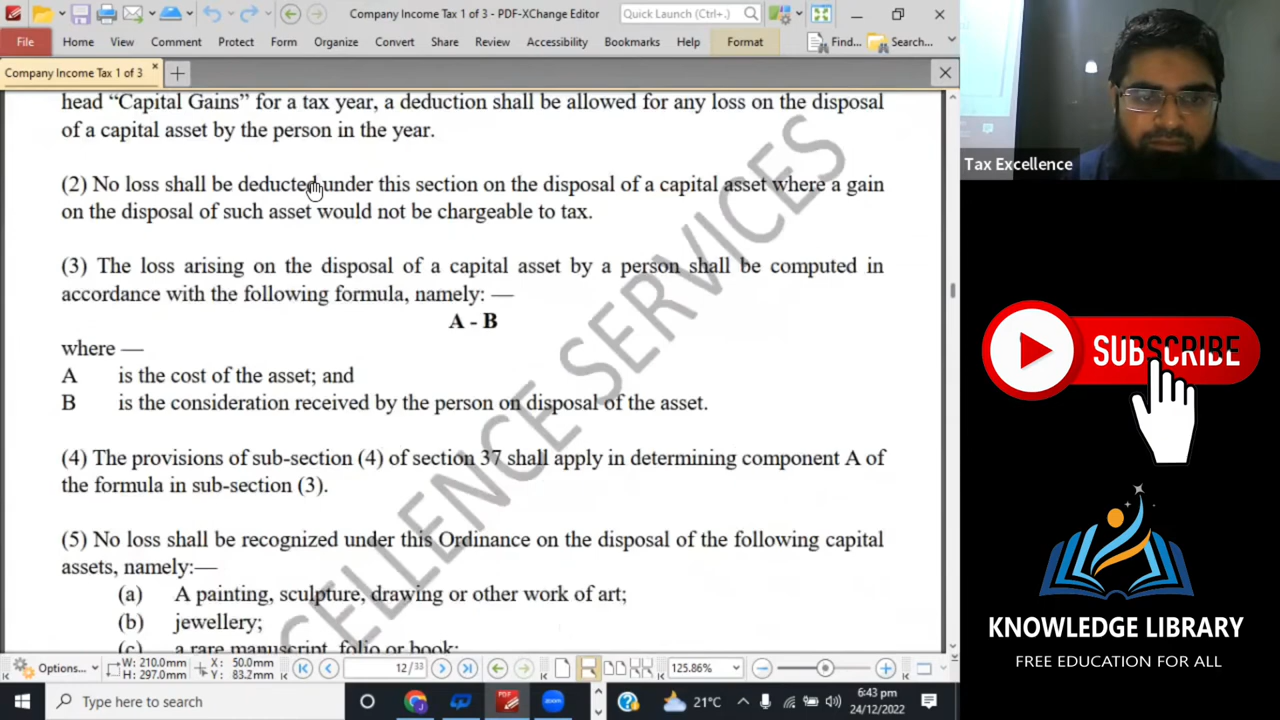 Company Income Tax 1 of 3 - PDF-XChange Editor
Quick Launch (Ctrl+.)
File Home View Comment Protect Form Organize Convert Share Review Accessibility Bookmarks Help Format Find... Search...
Company Income Tax 1 of 3
head “Capital Gains” for a tax year, a deduction shall be allowed for any loss on the disposal
of a capital asset by the person in the year.
(2) No loss shall be deducted under this section on the disposal of a capital asset where a gain
on the disposal of such asset would not be chargeable to tax.
(3) The loss arising on the disposal of a capital asset by a person shall be computed in
accordance with the following formula, namely: —
A - B
where —
A is the cost of the asset; and
B is the consideration received by the person on disposal of the asset.
(4) The provisions of sub-section (4) of section 37 shall apply in determining component A of
the formula in sub-section (3).
(5) No loss shall be recognized under this Ordinance on the disposal of the following capital
assets, namely:—
(a) A painting, sculpture, drawing or other work of art;
(b) jewellery;
(c) a rare manuscript, folio or book;
CELLENCE SERVICES
Options...
W: 210.0mm
H: 297.0mm
X: 50.0mm
Y: 83.2mm
12 /33
125.86%
Type here to search
21°C
6:43 pm
24/12/2022
Tax Excellence
SUBSCRIBE
KNOWLEDGE LIBRARY
FREE EDUCATION FOR ALL